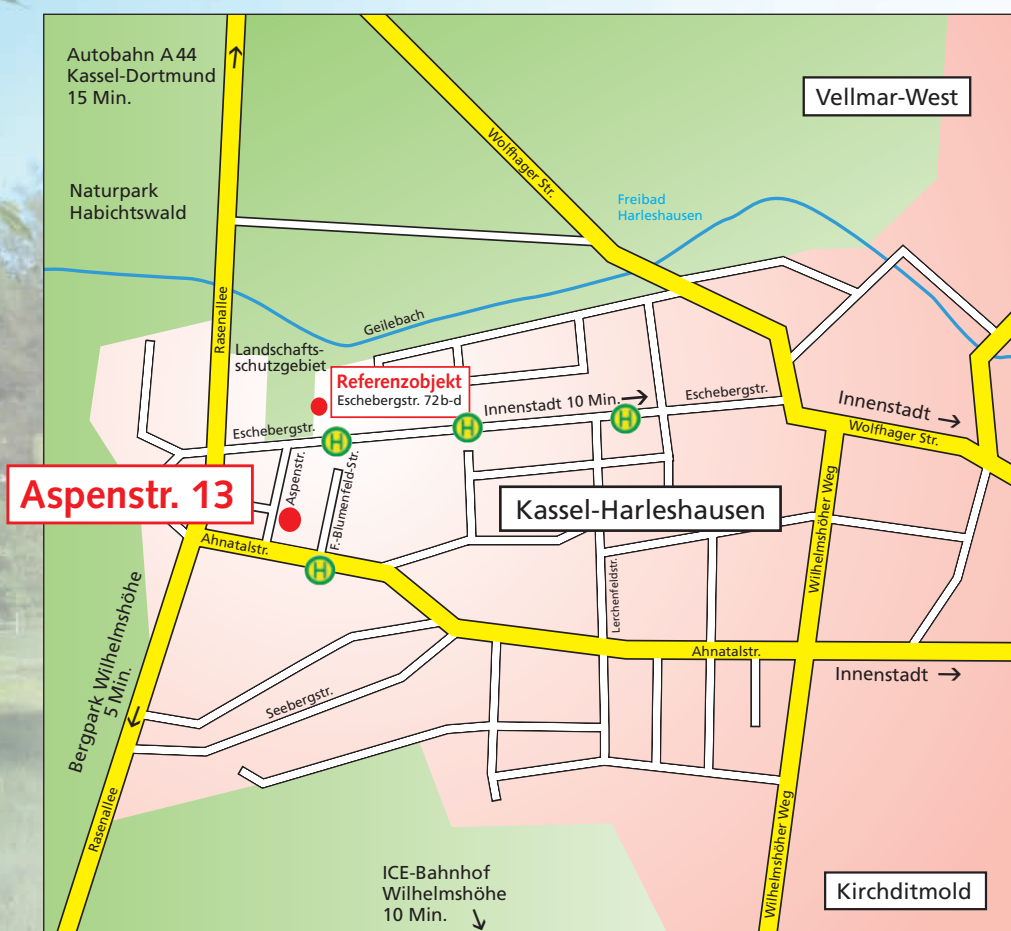 Autobahn A 44
Kassel-Dortmund
15 Min.
Vellmar-West
Wolfhager Str.
Naturpark
Habichtswald
Freibad
Harleshausen
Rasenallee
Geilebach
Landschafts-
schutzgebiet
Referenzobjekt
Eschebergstr. 72 b-d
Innenstadt 10 Min.
Eschebergstr.
Innenstadt
Wolfhager Str.
Eschebergstr.
H
H
H
Aspenstr. 13
Aspenstr.
F.-Blumenfeld-Str.
Kassel-Harleshausen
Wilhelmshöher Weg
Ahnatalstr.
H
Lerchenfeldstr.
Ahnatalstr.
Innenstadt
Bergpark Wilhelmshöhe
5 Min.
Seebergstr.
Rasenallee
Wilhelmshöher Weg
ICE-Bahnhof
Wilhelmshöhe
10 Min.
Kirchditmold